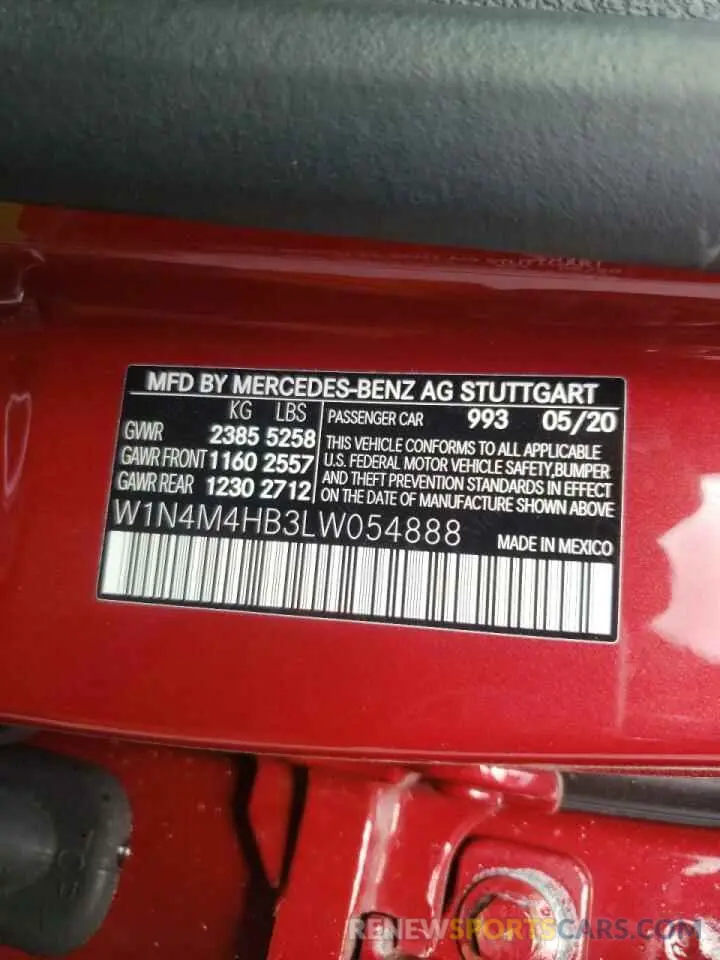 MFD BY MERCEDES-BENZ AG STUTTGART
KG LBS
GVWR 2385 5258
GAWR FRONT 1160 2557
GAWR REAR 1230 2712
PASSENGER CAR 993 05/20
THIS VEHICLE CONFORMS TO ALL APPLICABLE
U.S. FEDERAL MOTOR VEHICLE SAFETY, BUMPER
AND THEFT PREVENTION STANDARDS IN EFFECT
ON THE DATE OF MANUFACTURE SHOWN ABOVE
W1N4M4HB3LW054888
MADE IN MEXICO
RENEWSPORTSCARS.COM